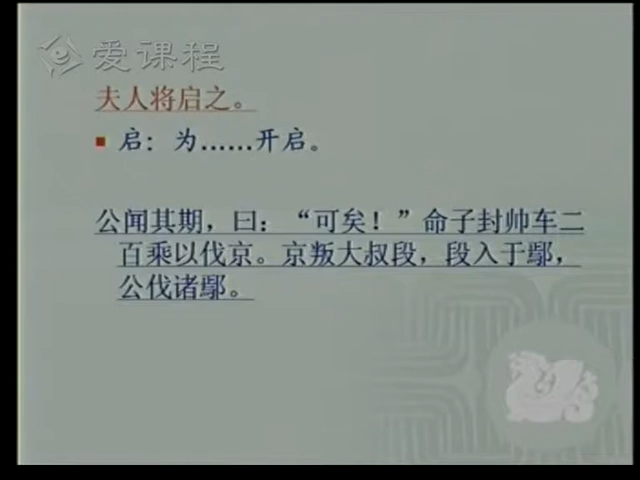 爱课程
夫人将启之。
启：为……开启。
公闻其期，曰：“可矣！”命子封帅车二
百乘以伐京。京叛大叔段，段入于鄢，
公伐诸鄢。